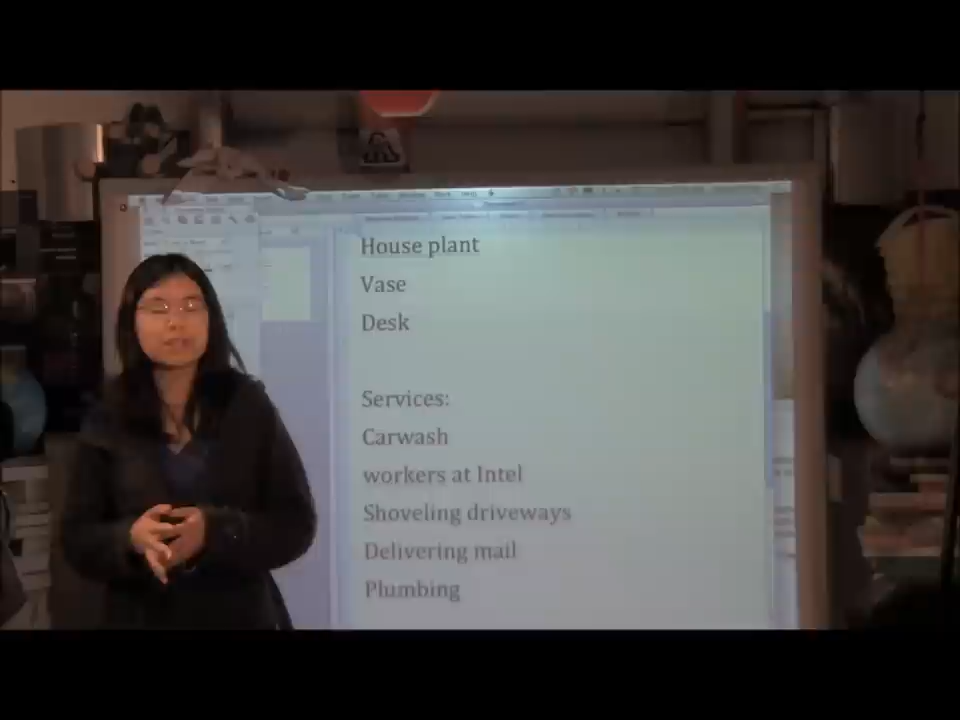 House plant
Vase
Desk
Services:
Carwash
workers at Intel
Shoveling driveways
Delivering mail
Plumbing